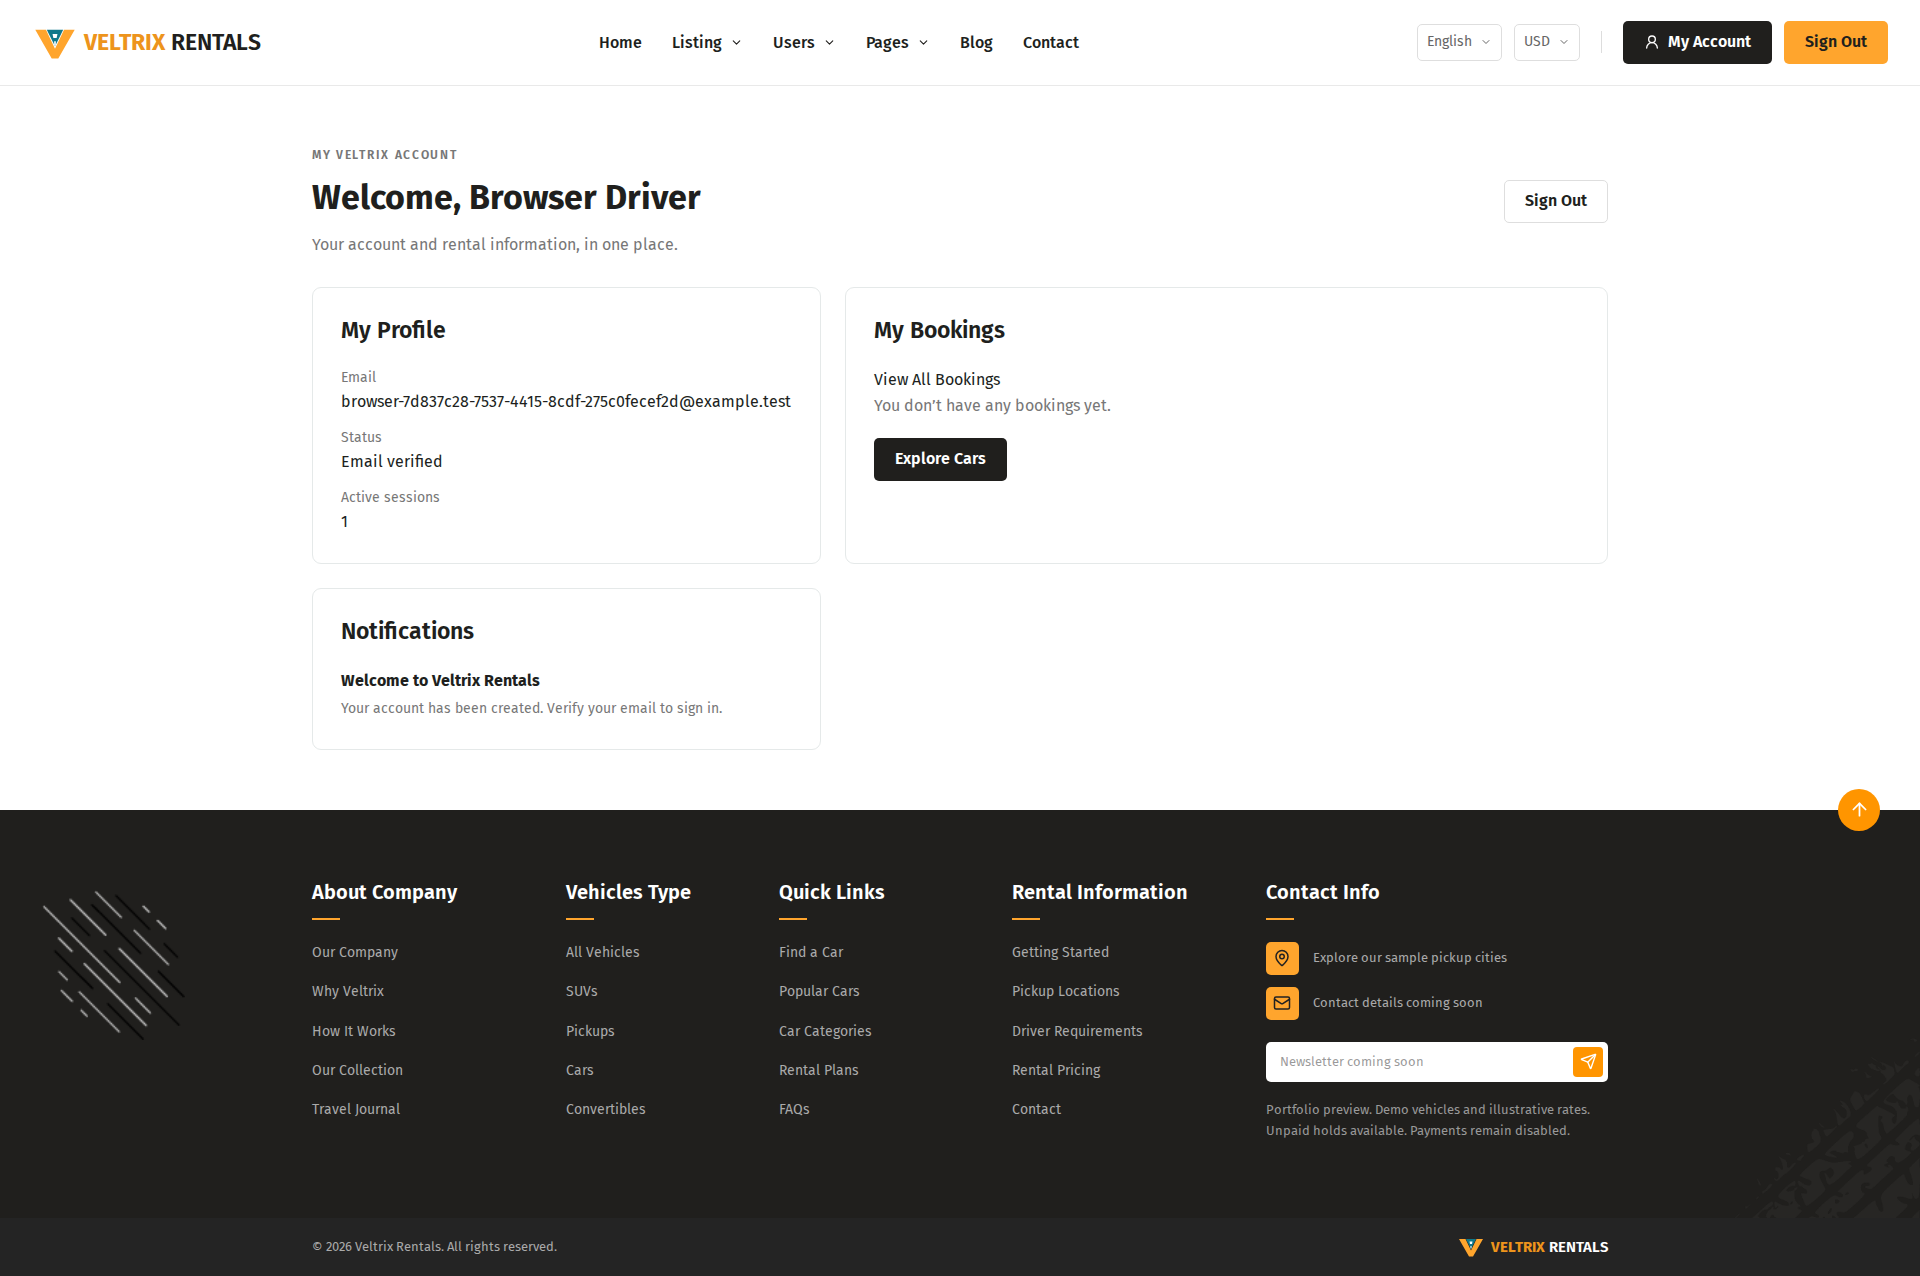 VELTRIX RENTALS
Home
Listing
Users
Pages
Blog
Contact
English
USD
My Account
Sign Out
MY VELTRIX ACCOUNT
Welcome, Browser Driver
Sign Out
Your account and rental information, in one place.
My Profile
Email
browser-7d837c28-7537-4415-8cdf-275c0fecef2d@example.test
Status
Email verified
Active sessions
1
My Bookings
View All Bookings
You don’t have any bookings yet.
Explore Cars
Notifications
Welcome to Veltrix Rentals
Your account has been created. Verify your email to sign in.
About Company
Our Company
Why Veltrix
How It Works
Our Collection
Travel Journal
Vehicles Type
All Vehicles
SUVs
Pickups
Cars
Convertibles
Quick Links
Find a Car
Popular Cars
Car Categories
Rental Plans
FAQs
Rental Information
Getting Started
Pickup Locations
Driver Requirements
Rental Pricing
Contact
Contact Info
Explore our sample pickup cities
Contact details coming soon
Newsletter coming soon
Portfolio preview. Demo vehicles and illustrative rates.
Unpaid holds available. Payments remain disabled.
© 2026 Veltrix Rentals. All rights reserved.
VELTRIX RENTALS